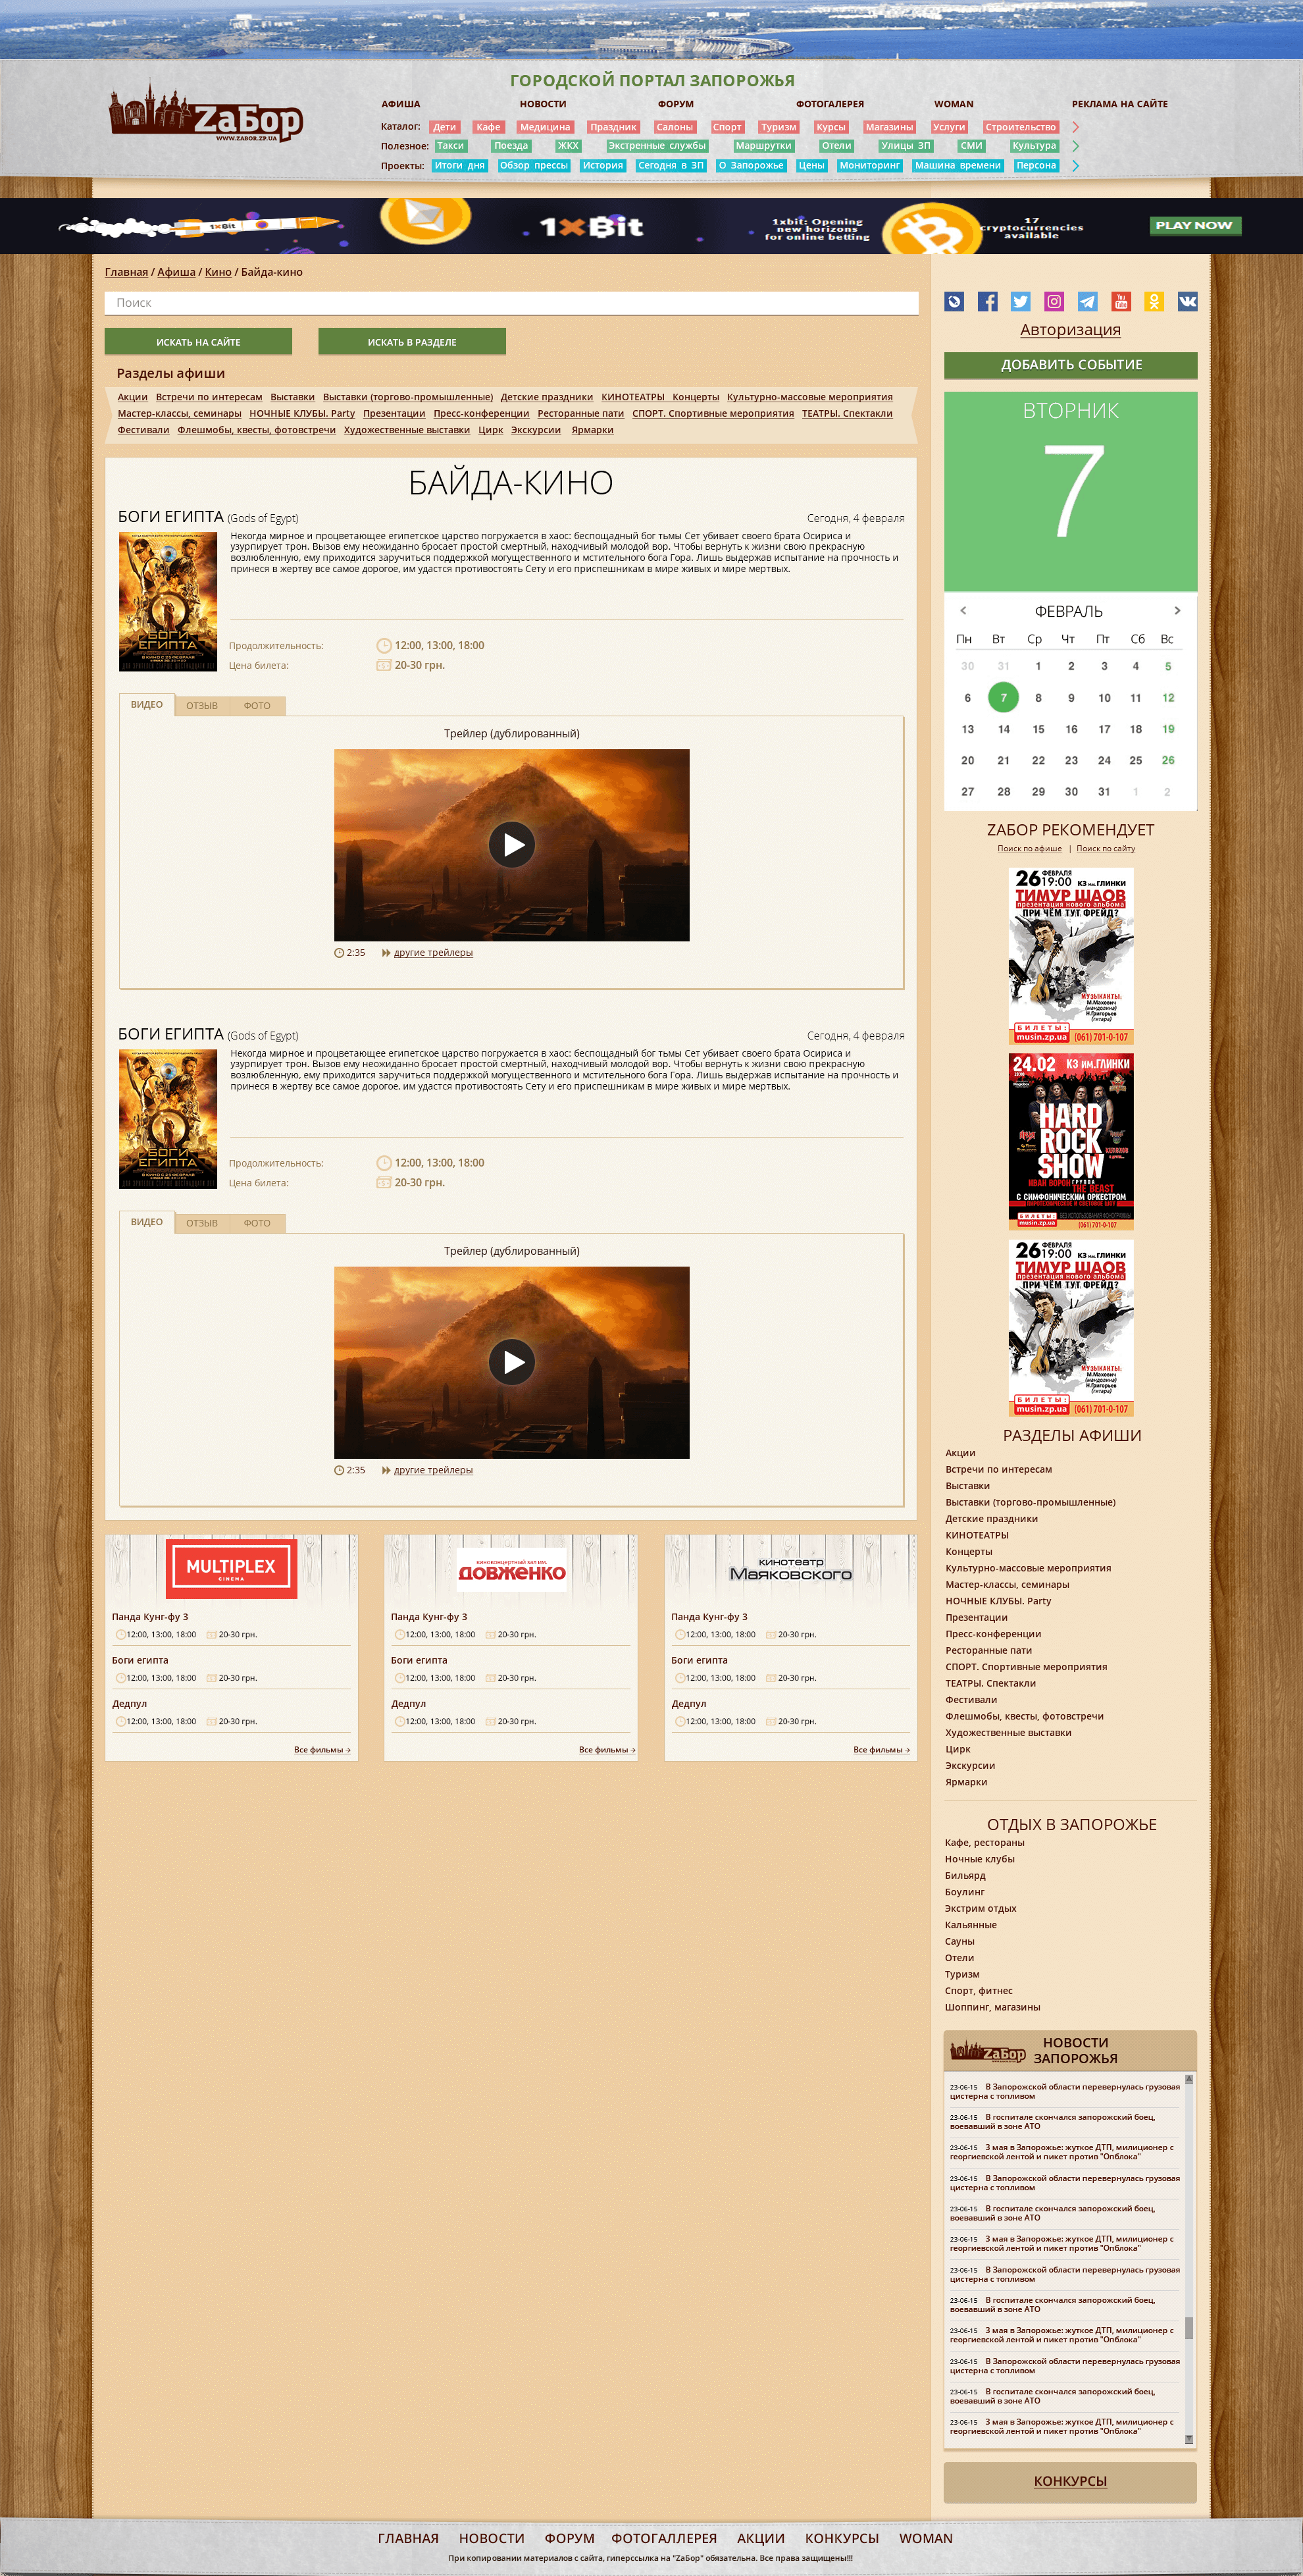 ГОРОДСКОЙ ПОРТАЛ ЗАПОРОЖЬЯ
ZаБор
WWW.ZABOR.ZP.UA
АФИША НОВОСТИ ФОРУМ ФОТОГАЛЕРЕЯ WOMAN РЕКЛАМА НА САЙТЕ
Каталог: Дети Кафе Медицина Праздник Салоны Спорт Туризм Курсы Магазины Услуги Строительство
Полезное: Такси Поезда ЖКХ Экстренные службы Маршрутки Отели Улицы ЗП СМИ Культура
Проекты: Итоги дня Обзор прессы История Сегодня в ЗП О Запорожье Цены Мониторинг Машина времени Персона
1xBit
1xBit
1xbit: Opening
new horizons
for online betting
17
cryptocurrencies
available
PLAY NOW
Главная / Афиша / Кино / Байда-кино
Поиск
ИСКАТЬ НА САЙТЕ ИСКАТЬ В РАЗДЕЛЕ
Разделы афиши
Акции Встречи по интересам Выставки Выставки (торгово-промышленные) Детские праздники КИНОТЕАТРЫ Концерты Культурно-массовые мероприятия
Мастер-классы, семинары НОЧНЫЕ КЛУБЫ. Party Презентации Пресс-конференции Ресторанные пати СПОРТ. Спортивные мероприятия ТЕАТРЫ. Спектакли
Фестивали Флешмобы, квесты, фотовстречи Художественные выставки Цирк Экскурсии Ярмарки
БАЙДА-КИНО
БОГИ ЕГИПТА (Gods of Egypt) Сегодня, 4 февраля
Некогда мирное и процветающее египетское царство погружается в хаос: беспощадный бог тьмы Сет убивает своего брата Осириса и
узурпирует трон. Вызов ему неожиданно бросает простой смертный, находчивый молодой вор. Чтобы вернуть к жизни свою прекрасную
возлюбленную, ему приходится заручиться поддержкой могущественного и мстительного бога Гора. Лишь выдержав испытание на прочность и
принеся в жертву все самое дорогое, им удастся противостоять Сету и его приспешникам в мире живых и мире мертвых.
БОГИ
ЕГИПТА
Продолжительность: 12:00, 13:00, 18:00
Цена билета: 20-30 грн.
ВИДЕО ОТЗЫВ ФОТО
Трейлер (дублированный)
2:35 другие трейлеры
БОГИ ЕГИПТА (Gods of Egypt) Сегодня, 4 февраля
Некогда мирное и процветающее египетское царство погружается в хаос: беспощадный бог тьмы Сет убивает своего брата Осириса и
узурпирует трон. Вызов ему неожиданно бросает простой смертный, находчивый молодой вор. Чтобы вернуть к жизни свою прекрасную
возлюбленную, ему приходится заручиться поддержкой могущественного и мстительного бога Гора. Лишь выдержав испытание на прочность и
принеся в жертву все самое дорогое, им удастся противостоять Сету и его приспешникам в мире живых и мире мертвых.
БОГИ
ЕГИПТА
Продолжительность: 12:00, 13:00, 18:00
Цена билета: 20-30 грн.
ВИДЕО ОТЗЫВ ФОТО
Трейлер (дублированный)
2:35 другие трейлеры
MULTIPLEX
CINEMA
Панда Кунг-фу 3
12:00, 13:00, 18:00 20-30 грн.
Боги египта
12:00, 13:00, 18:00 20-30 грн.
Дедпул
12:00, 13:00, 18:00 20-30 грн.
Все фильмы
киноконцертный зал им.
ДОВЖЕНКО
Панда Кунг-фу 3
12:00, 13:00, 18:00 20-30 грн.
Боги египта
12:00, 13:00, 18:00 20-30 грн.
Дедпул
12:00, 13:00, 18:00 20-30 грн.
Все фильмы
кинотеатр
Маяковского
Панда Кунг-фу 3
12:00, 13:00, 18:00 20-30 грн.
Боги египта
12:00, 13:00, 18:00 20-30 грн.
Дедпул
12:00, 13:00, 18:00 20-30 грн.
Все фильмы
Авторизация
ДОБАВИТЬ СОБЫТИЕ
ВТОРНИК
7
ФЕВРАЛЬ
Пн Вт Ср Чт Пт Сб Вс
30 31 1 2 3 4 5
6 7 8 9 10 11 12
13 14 15 16 17 18 19
20 21 22 23 24 25 26
27 28 29 30 31 1 2
ZАБОР РЕКОМЕНДУЕТ
Поиск по афише | Поиск по сайту
26 ФЕВРАЛЯ 19:00 КЗ им. ГЛИНКИ
ТИМУР ШАОВ
презентация нового альбома
ПРИ ЧЁМ ТУТ ФРЕЙД?
МУЗЫКАНТЫ:
М.Махович
(мандолина)
Н.Григорьев
(гитара)
БИЛЕТЫ:
musin.zp.ua (061) 701-0-107
24.02 КЗ ИМ.ГЛИНКИ
HARD
ROCK
SHOW
ИВАН ВОРОН ГРУППА
THE BEAST
С СИМФОНИЧЕСКИМ ОРКЕСТРОМ
БИЛЕТЫ:
musin.zp.ua (061) 701-0-107
26 ФЕВРАЛЯ 19:00 КЗ им. ГЛИНКИ
ТИМУР ШАОВ
презентация нового альбома
ПРИ ЧЁМ ТУТ ФРЕЙД?
МУЗЫКАНТЫ:
М.Махович
(мандолина)
Н.Григорьев
(гитара)
БИЛЕТЫ:
musin.zp.ua (061) 701-0-107
РАЗДЕЛЫ АФИШИ
Акции
Встречи по интересам
Выставки
Выставки (торгово-промышленные)
Детские праздники
КИНОТЕАТРЫ
Концерты
Культурно-массовые мероприятия
Мастер-классы, семинары
НОЧНЫЕ КЛУБЫ. Party
Презентации
Пресс-конференции
Ресторанные пати
СПОРТ. Спортивные мероприятия
ТЕАТРЫ. Спектакли
Фестивали
Флешмобы, квесты, фотовстречи
Художественные выставки
Цирк
Экскурсии
Ярмарки
ОТДЫХ В ЗАПОРОЖЬЕ
Кафе, рестораны
Ночные клубы
Бильярд
Боулинг
Экстрим отдых
Кальянные
Сауны
Отели
Туризм
Спорт, фитнес
Шоппинг, магазины
ZаБор
НОВОСТИ
ЗАПОРОЖЬЯ
23-06-15 В Запорожской области перевернулась грузовая
цистерна с топливом
23-06-15 В госпитале скончался запорожский боец,
воевавший в зоне АТО
23-06-15 3 мая в Запорожье: жуткое ДТП, милиционер с
георгиевской лентой и пикет против "Опблока"
23-06-15 В Запорожской области перевернулась грузовая
цистерна с топливом
23-06-15 В госпитале скончался запорожский боец,
воевавший в зоне АТО
23-06-15 3 мая в Запорожье: жуткое ДТП, милиционер с
георгиевской лентой и пикет против "Опблока"
23-06-15 В Запорожской области перевернулась грузовая
цистерна с топливом
23-06-15 В госпитале скончался запорожский боец,
воевавший в зоне АТО
23-06-15 3 мая в Запорожье: жуткое ДТП, милиционер с
георгиевской лентой и пикет против "Опблока"
23-06-15 В Запорожской области перевернулась грузовая
цистерна с топливом
23-06-15 В госпитале скончался запорожский боец,
воевавший в зоне АТО
23-06-15 3 мая в Запорожье: жуткое ДТП, милиционер с
георгиевской лентой и пикет против "Опблока"
КОНКУРСЫ
ГЛАВНАЯ НОВОСТИ ФОРУМ ФОТОГАЛЛЕРЕЯ АКЦИИ КОНКУРСЫ WOMAN
При копировании материалов с сайта, гиперссылка на "ZаБор" обязательна. Все права защищены!!!